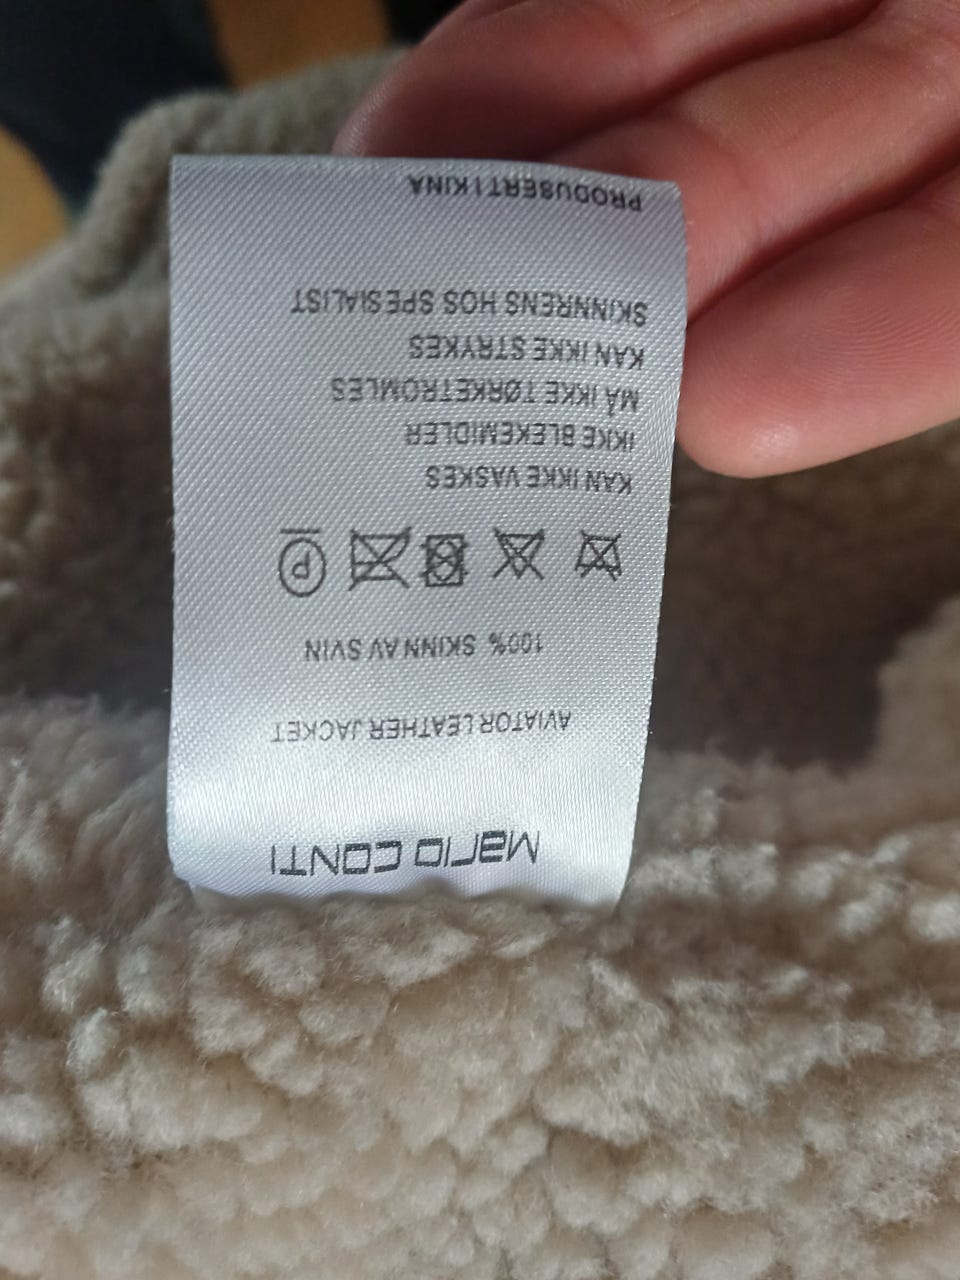 Mario CONTI
AVIATOR LEATHER JACKET
100% SKINN AV SVIN
P
KAN IKKE VASKES
IKKE BLEKEMIDLER
MÅ IKKE TØRKETROMLES
KAN IKKE STRYKES
SKINNRENS HOS SPESIALIST
PRODUSERT I KINA